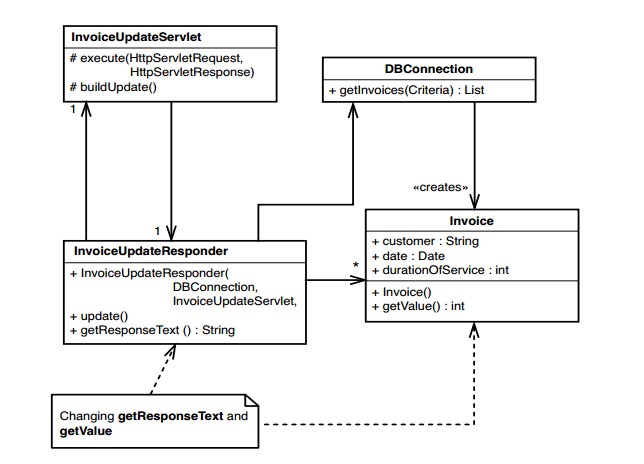 InvoiceUpdateServlet
# execute(HttpServletRequest,
HttpServletResponse)
# buildUpdate()
DBConnection
+ getInvoices(Criteria) : List
1
1
«creates»
*
Invoice
+ customer : String
+ date : Date
+ durationOfService : int
+ Invoice()
+ getValue() : int
InvoiceUpdateResponder
+ InvoiceUpdateResponder(
DBConnection,
InvoiceUpdateServlet,
+ update()
+ getResponseText () : String
Changing getResponseText and
getValue